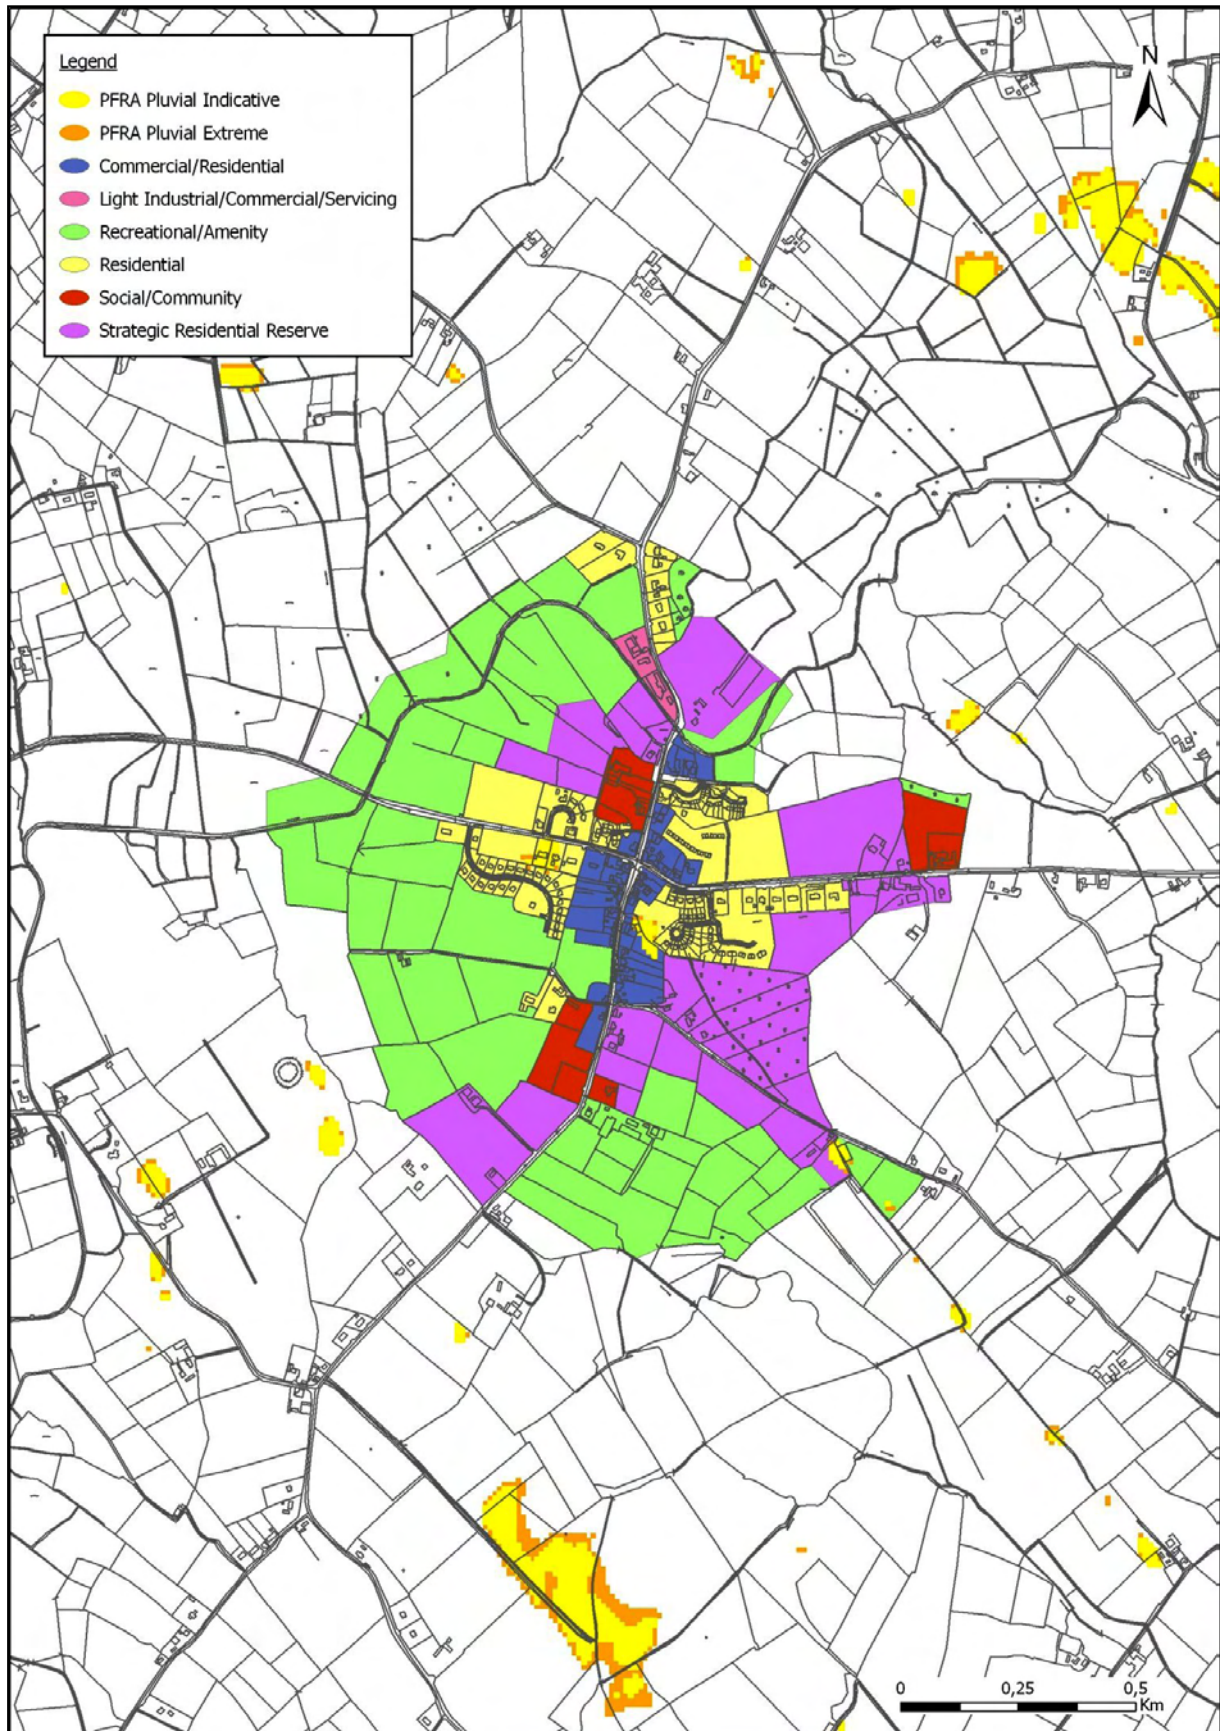 Legend
PFRA Pluvial Indicative
PFRA Pluvial Extreme
Commercial/Residential
Light Industrial/Commercial/Servicing
Recreational/Amenity
Residential
Social/Community
Strategic Residential Reserve
N
0 0,25 0,5
Km